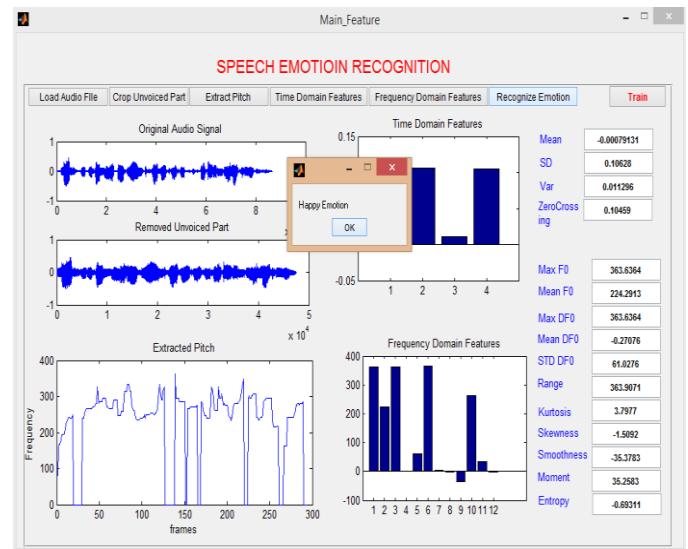 Main_Feature
SPEECH EMOTIOIN RECOGNITION
Load Audio FIle Crop Unvoiced Part Extract Pitch Time Domain Features Frequency Domain Features Recognize Emotion Train
Original Audio Signal
1
-1
0 2 4 6 8
Removed Unvoiced Part
1
-1
0 1 2 3 4 5
x 10^4
Extracted Pitch
400
300
200
100
0
Frequency
0 50 100 150 200 250 300
frames
Time Domain Features
0.15
-0.05
1 2 3 4
Happy Emotion
OK
Frequency Domain Features
400
300
200
100
0
-100
1 2 3 4 5 6 7 8 9 10 11 12
Mean -0.00079131
SD 0.10628
Var 0.011296
ZeroCross
ing 0.10459
Max F0 363.6364
Mean F0 224.2913
Max DF0 363.6364
Mean DF0 -0.27076
STD DF0 61.0276
Range 363.9071
Kurtosis 3.7977
Skewness -1.5092
Smoothness -35.3783
Moment 35.2583
Entropy -0.69311